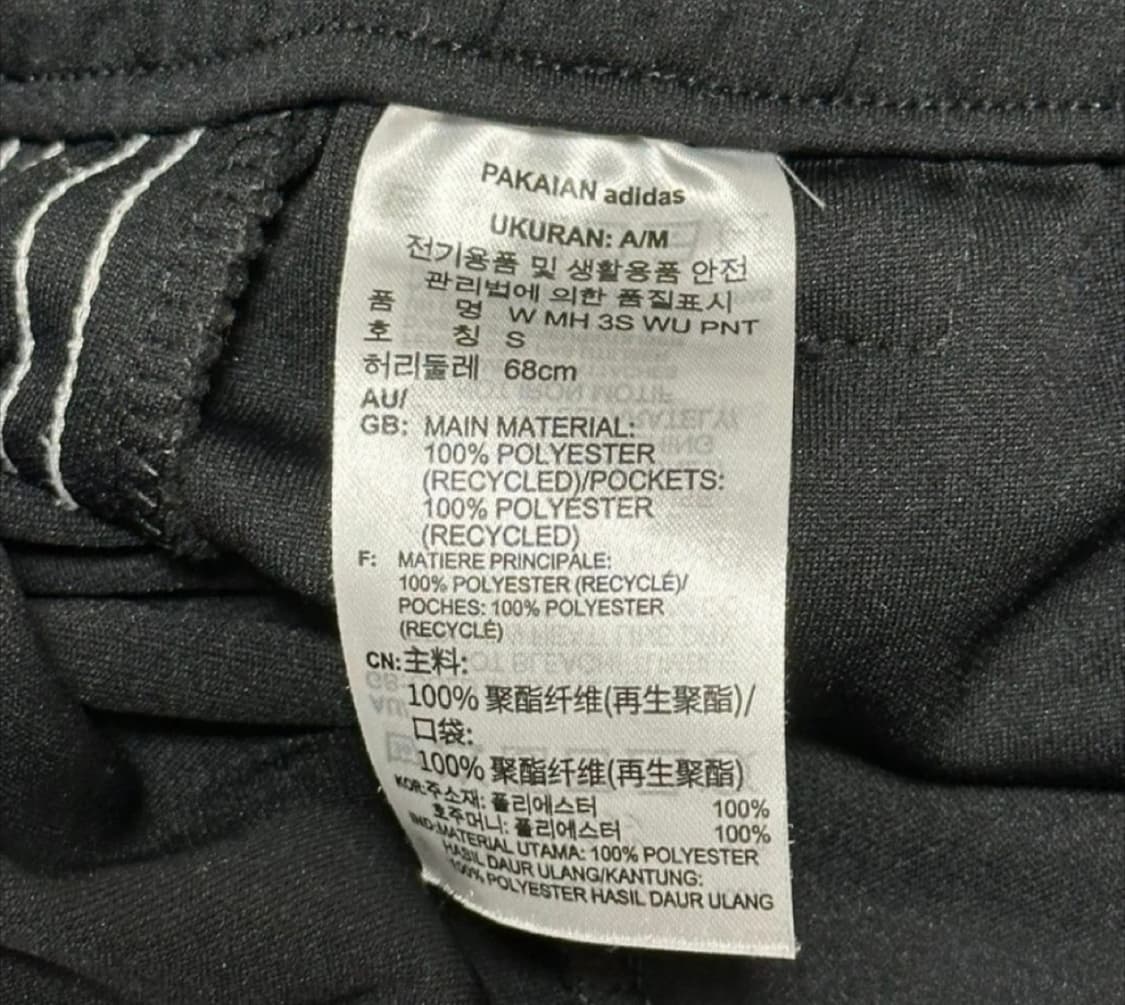 PAKAIAN adidas
UKURAN: A/M
전기용품 및 생활용품 안전
관리법에 의한 품질표시
품 명 W MH 3S WU PNT
호 칭 S
허리둘레 68cm
AU/
GB: MAIN MATERIAL:
100% POLYESTER
(RECYCLED)/POCKETS:
100% POLYESTER
(RECYCLED)
F: MATIERE PRINCIPALE:
100% POLYESTER (RECYCLÉ)/
POCHES: 100% POLYESTER
(RECYCLÉ)
CN:主料:
100% 聚酯纤维(再生聚酯)/
口袋:
100% 聚酯纤维(再生聚酯)
KOR:주소재: 폴리에스터 100%
호주머니: 폴리에스터 100%
IND:MATERIAL UTAMA: 100% POLYESTER
HASIL DAUR ULANG/KANTUNG:
100% POLYESTER HASIL DAUR ULANG